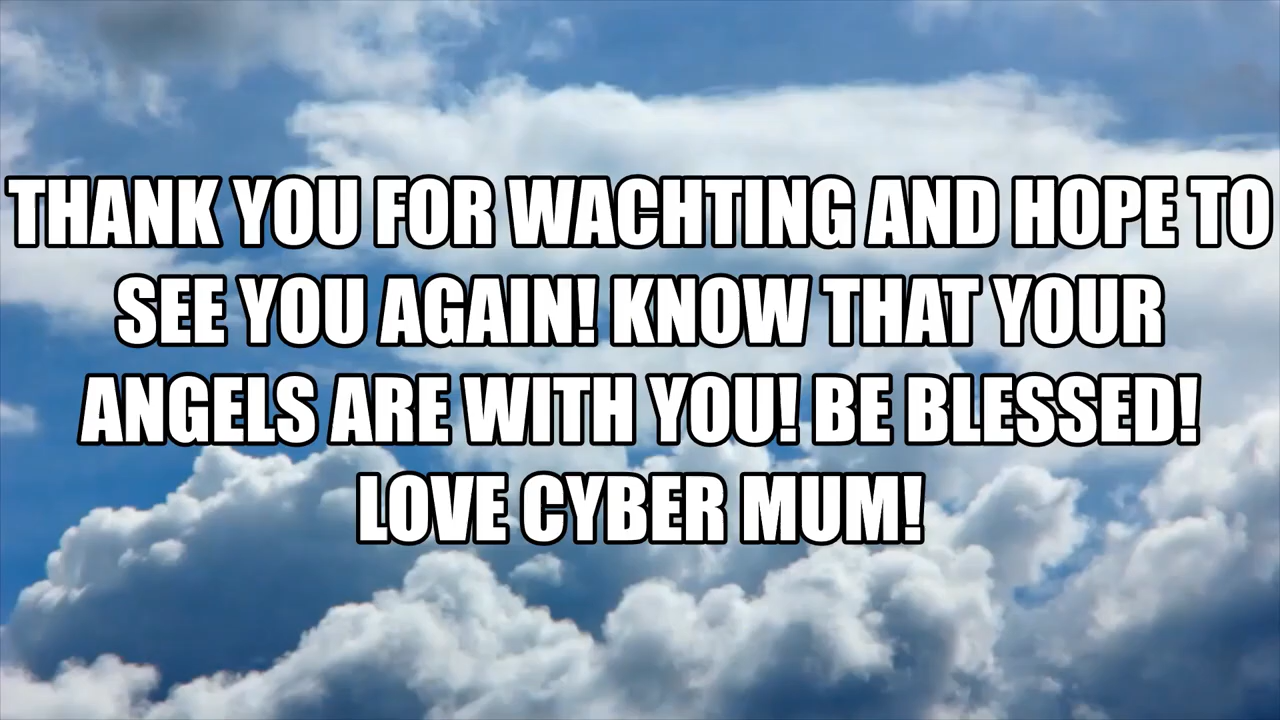 THANK YOU FOR WACHTING AND HOPE TO
SEE YOU AGAIN! KNOW THAT YOUR
ANGELS ARE WITH YOU! BE BLESSED!
LOVE CYBER MUM!